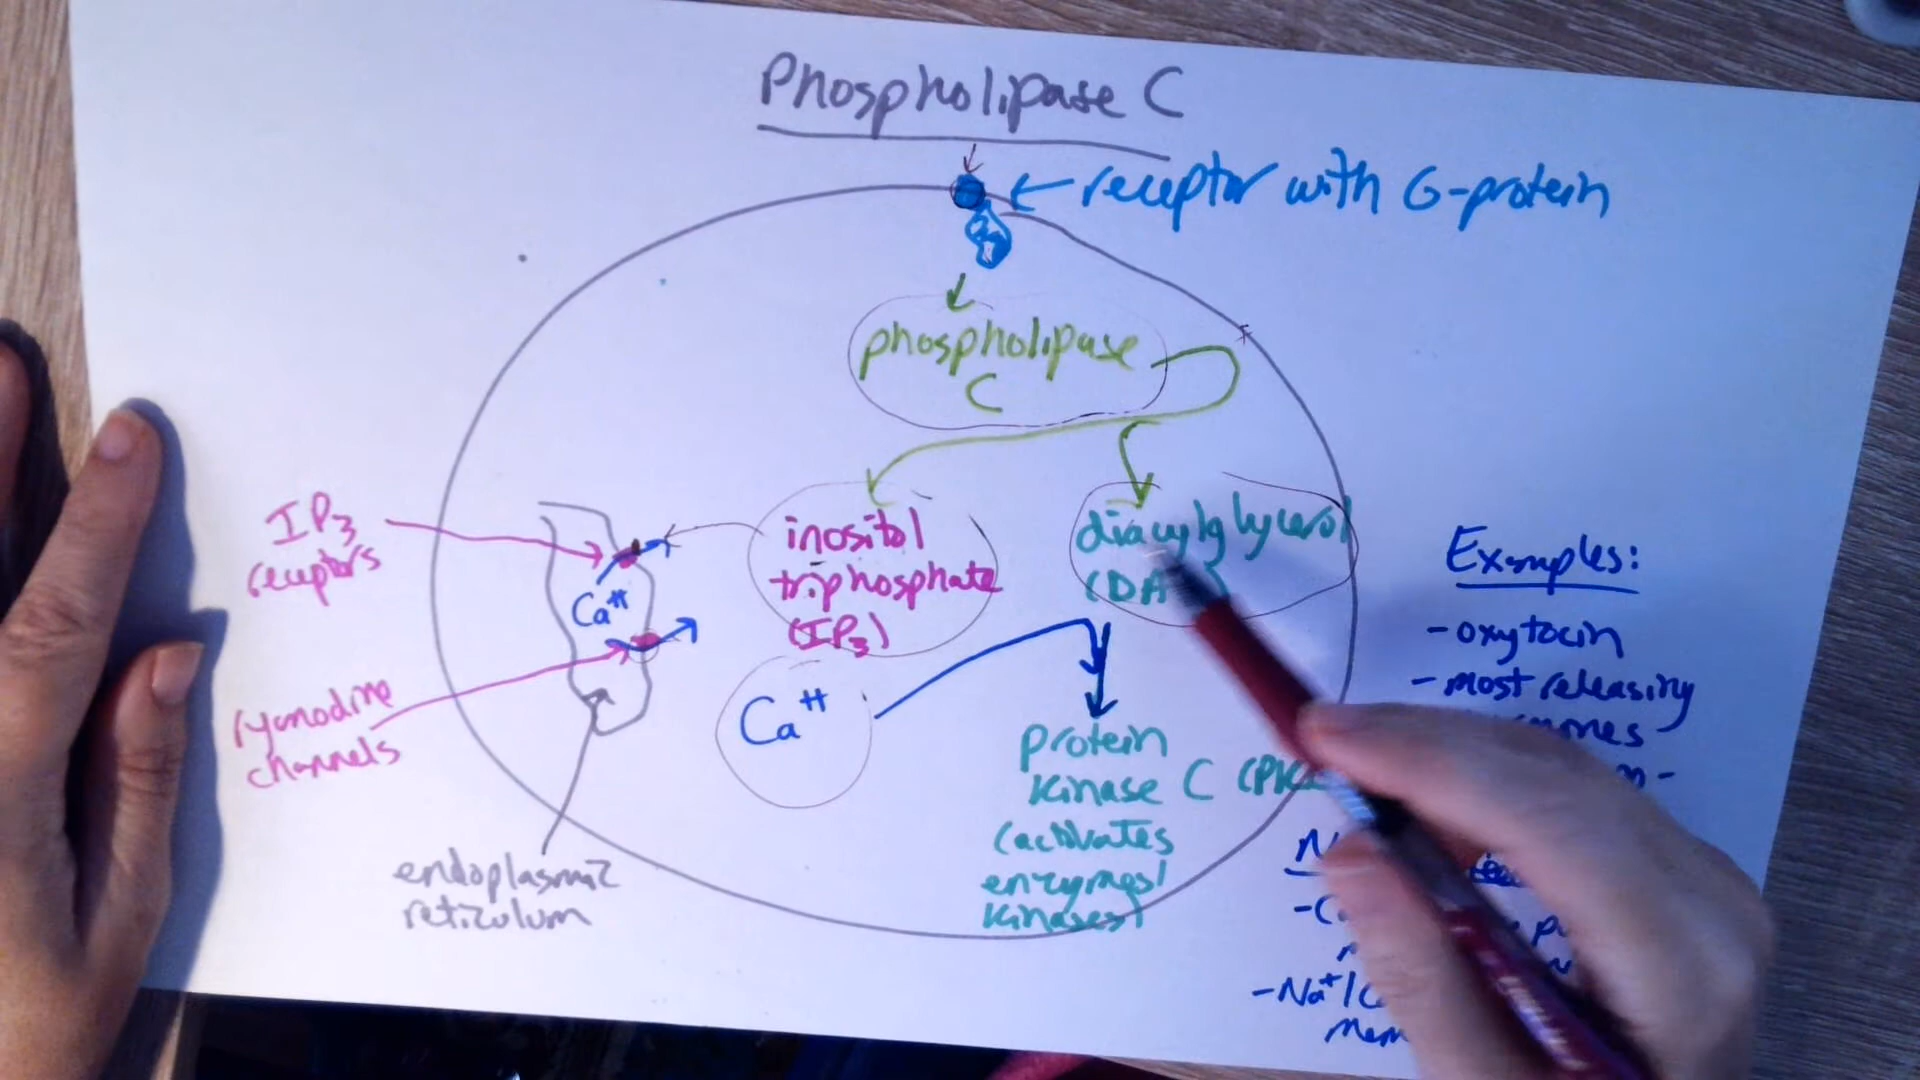 Phospholipase C
receptor with G-protein
phospholipase
C
inositol
triphosphate
(IP3)
diacylglycerol
IP3
receptors
Ca++
ryanodine
channels
endoplasmic
reticulum
Ca++
protein
kinase C
(activates
enzymes/
kinases)
Examples:
- oxytocin
- most releasing